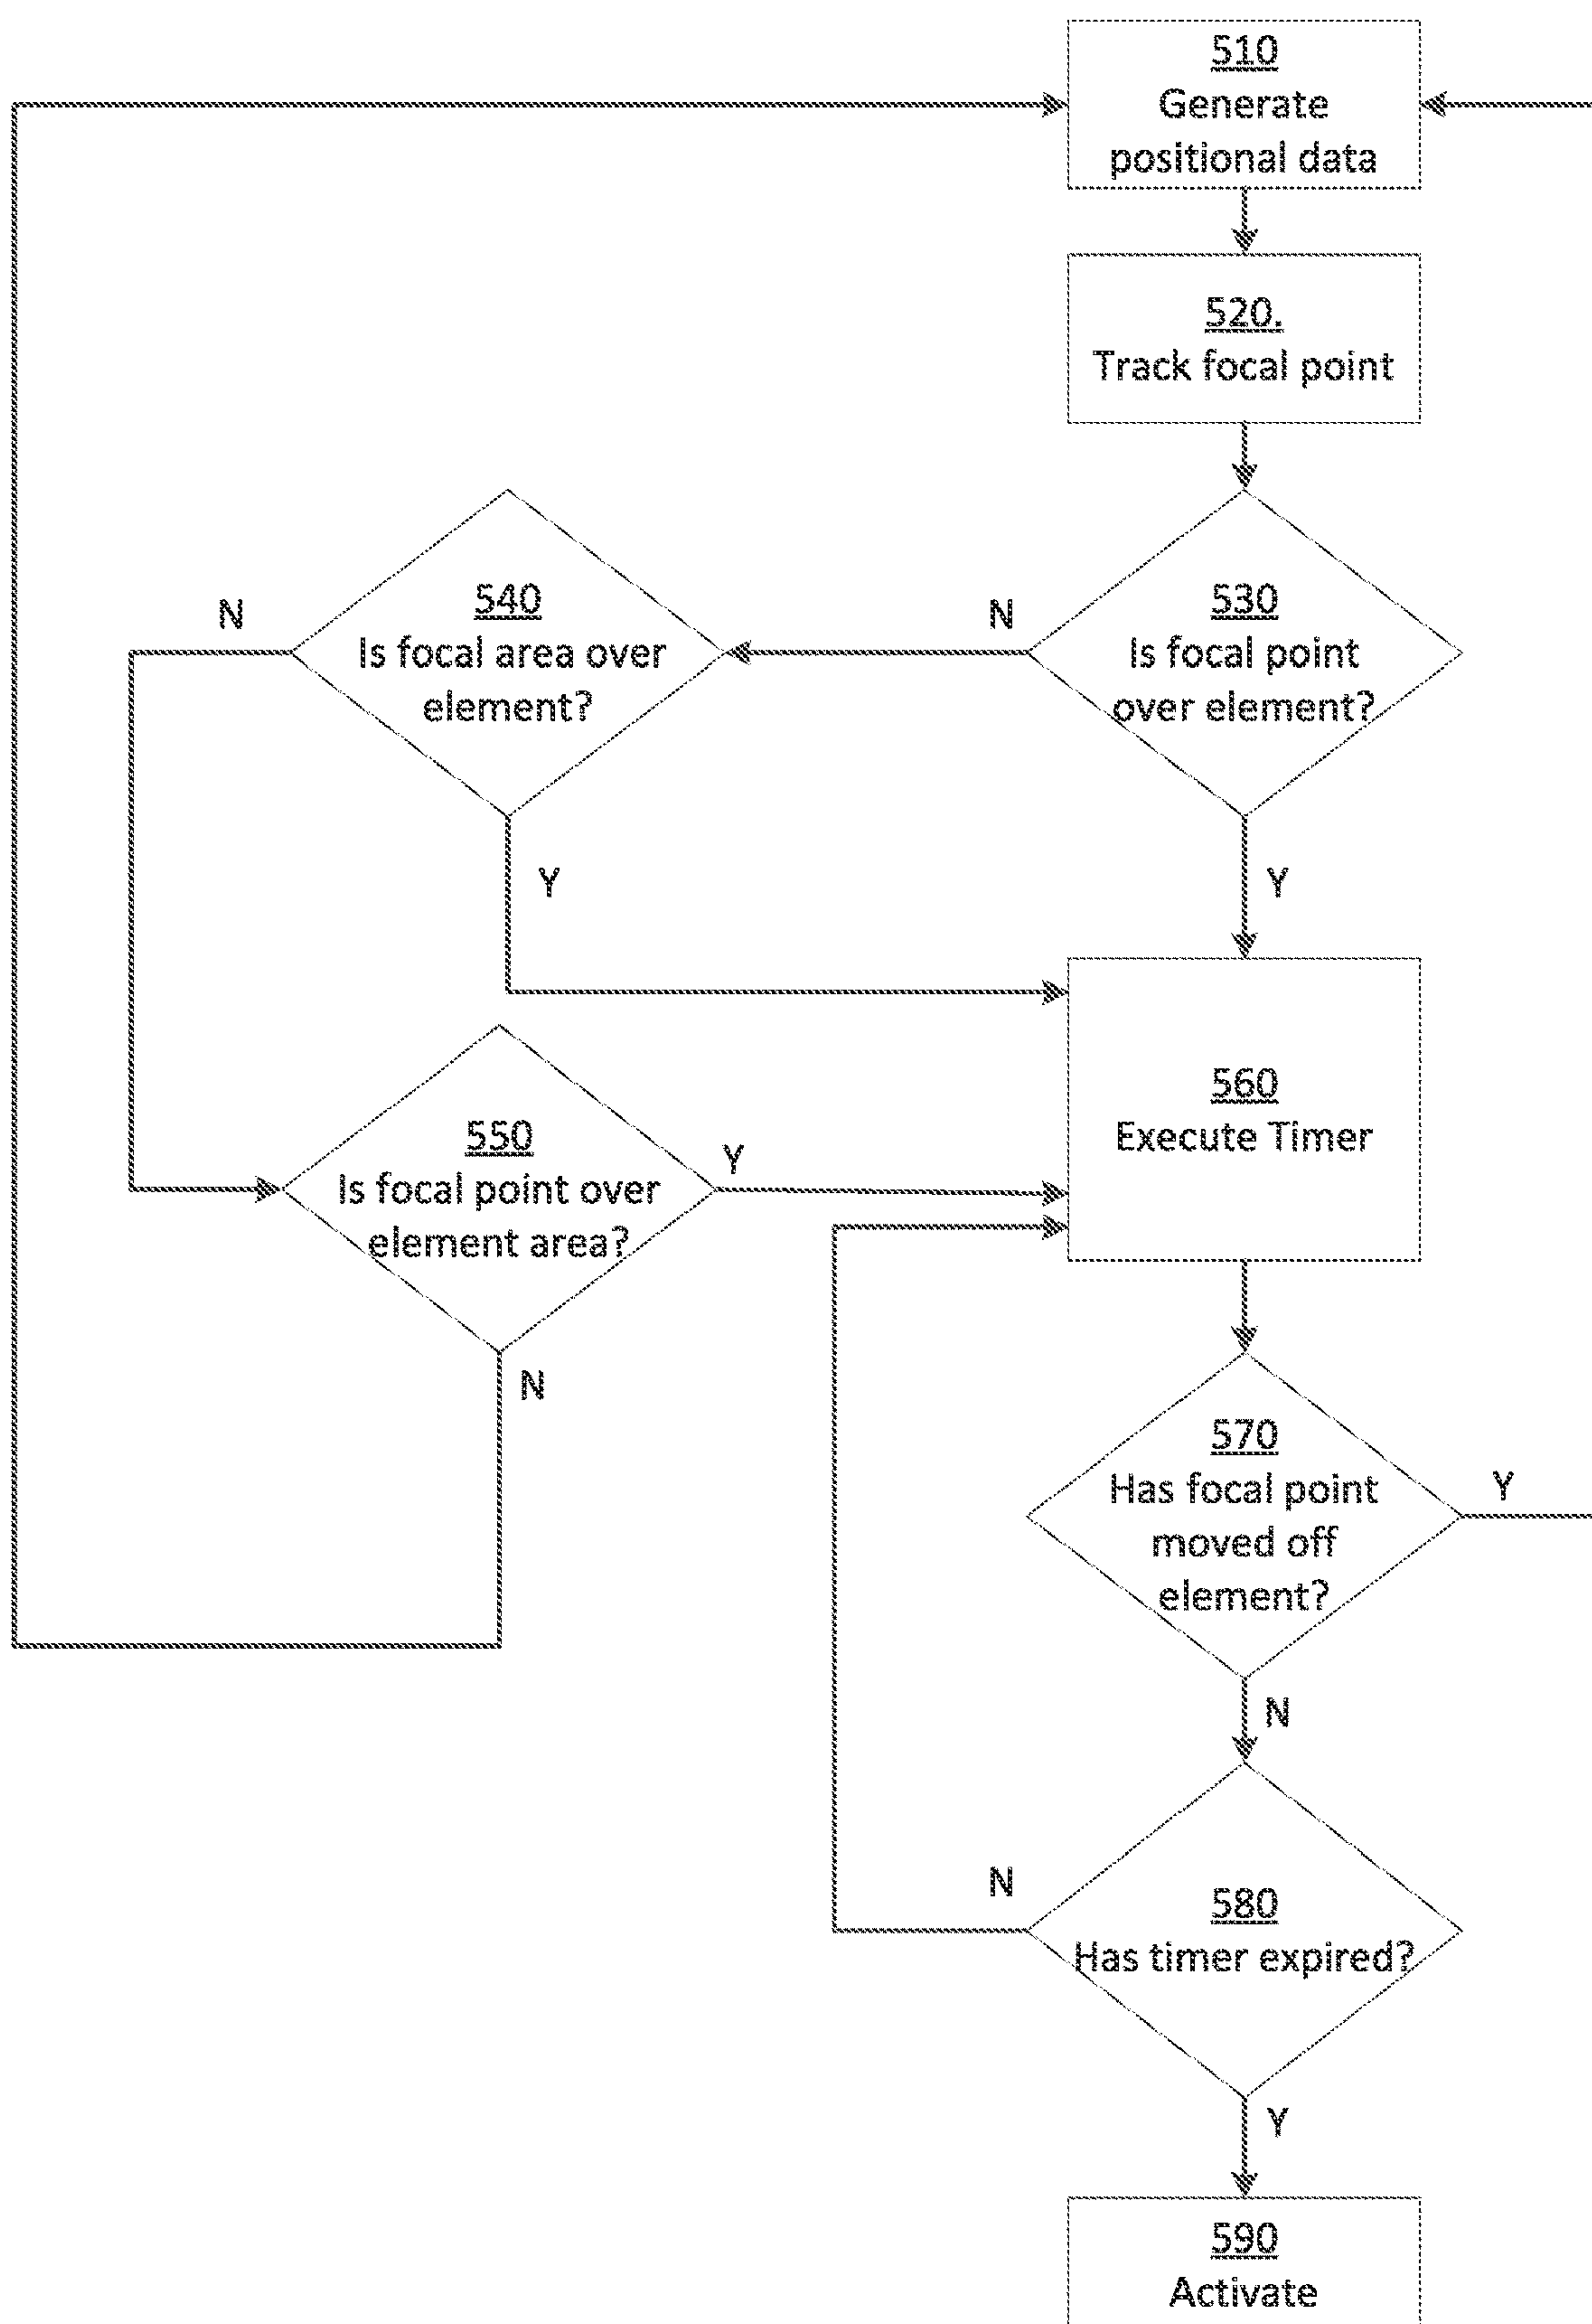 510
Generate
positional data
520.
Track focal point
530
Is focal point
over element?
N
540
Is focal area over
element?
N
Y
Y
550
Is focal point over
element area?
Y
N
560
Execute Timer
570
Has focal point
moved off
element?
Y
N
580
Has timer expired?
N
Y
590
Activate